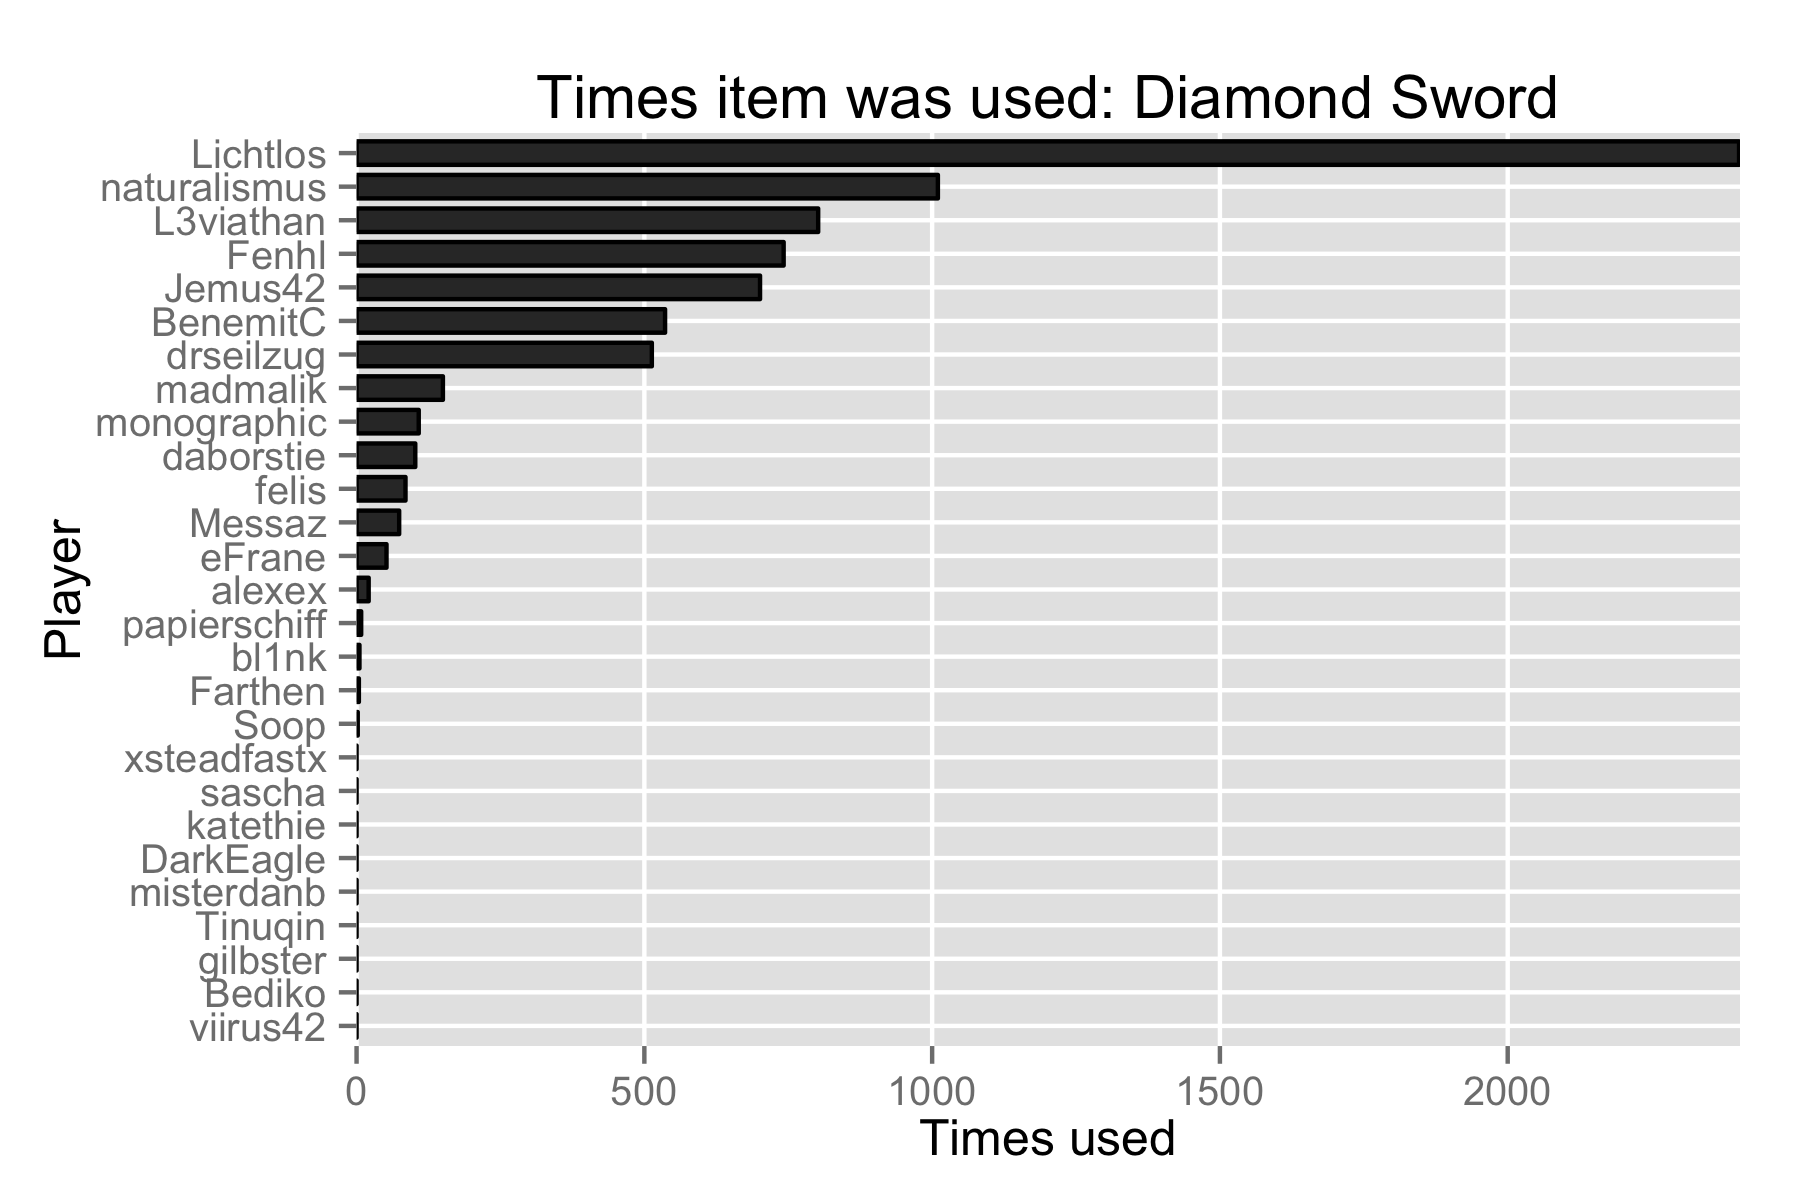 Times item was used: Diamond Sword
Lichtlos
naturalismus
L3viathan
Fenhl
Jemus42
BenemitC
drseilzug
madmalik
monographic
daborstie
felis
Messaz
eFrane
alexex
papierschiff
bl1nk
Farthen
Soop
xsteadfastx
sascha
katethie
DarkEagle
misterdanb
Tinuqin
gilbster
Bediko
viirus42
Player
0 500 1000 1500 2000
Times used